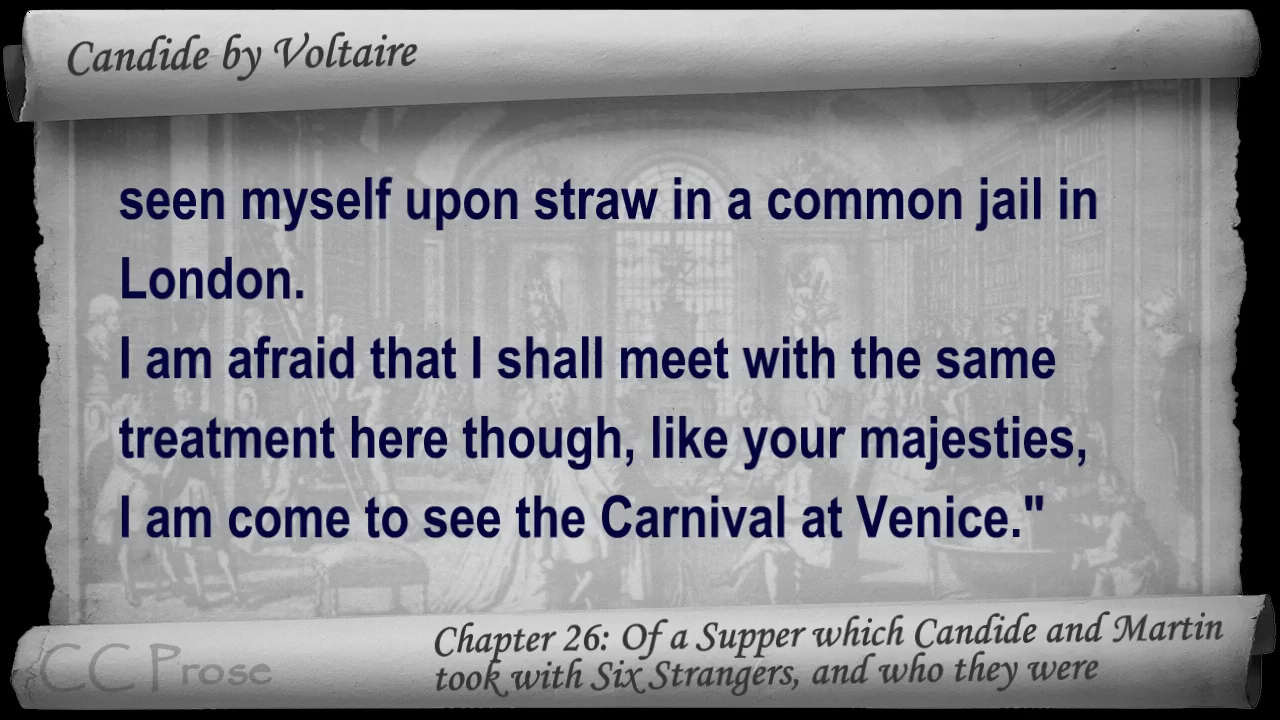 Candide by Voltaire
seen myself upon straw in a common jail in
London.
I am afraid that I shall meet with the same
treatment here though, like your majesties,
I am come to see the Carnival at Venice."
Chapter 26: Of a Supper which Candide and Martin
took with Six Strangers, and who they were
CC Prose